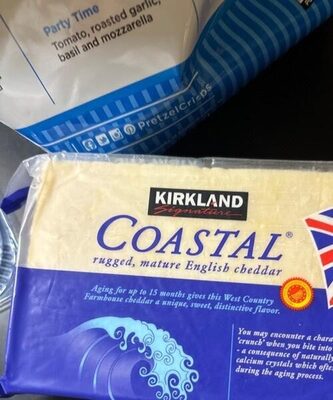 Party Time
Tomato, roasted garlic,
basil and mozzarella
PretzelCrisps
KIRKLAND
Signature
COASTAL®
rugged, mature English cheddar
Aging for up to 15 months gives this West Country
Farmhouse cheddar a unique, sweet, distinctive flavor.
You may encounter a chara
'crunch' when you bite into
- a consequence of naturally
calcium crystals which often
during the aging process.